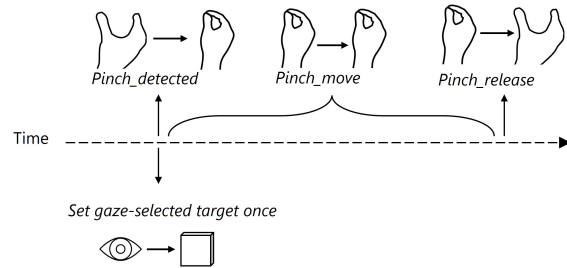 Pinch_detected
Pinch_move
Pinch_release
Time
Set gaze-selected target once